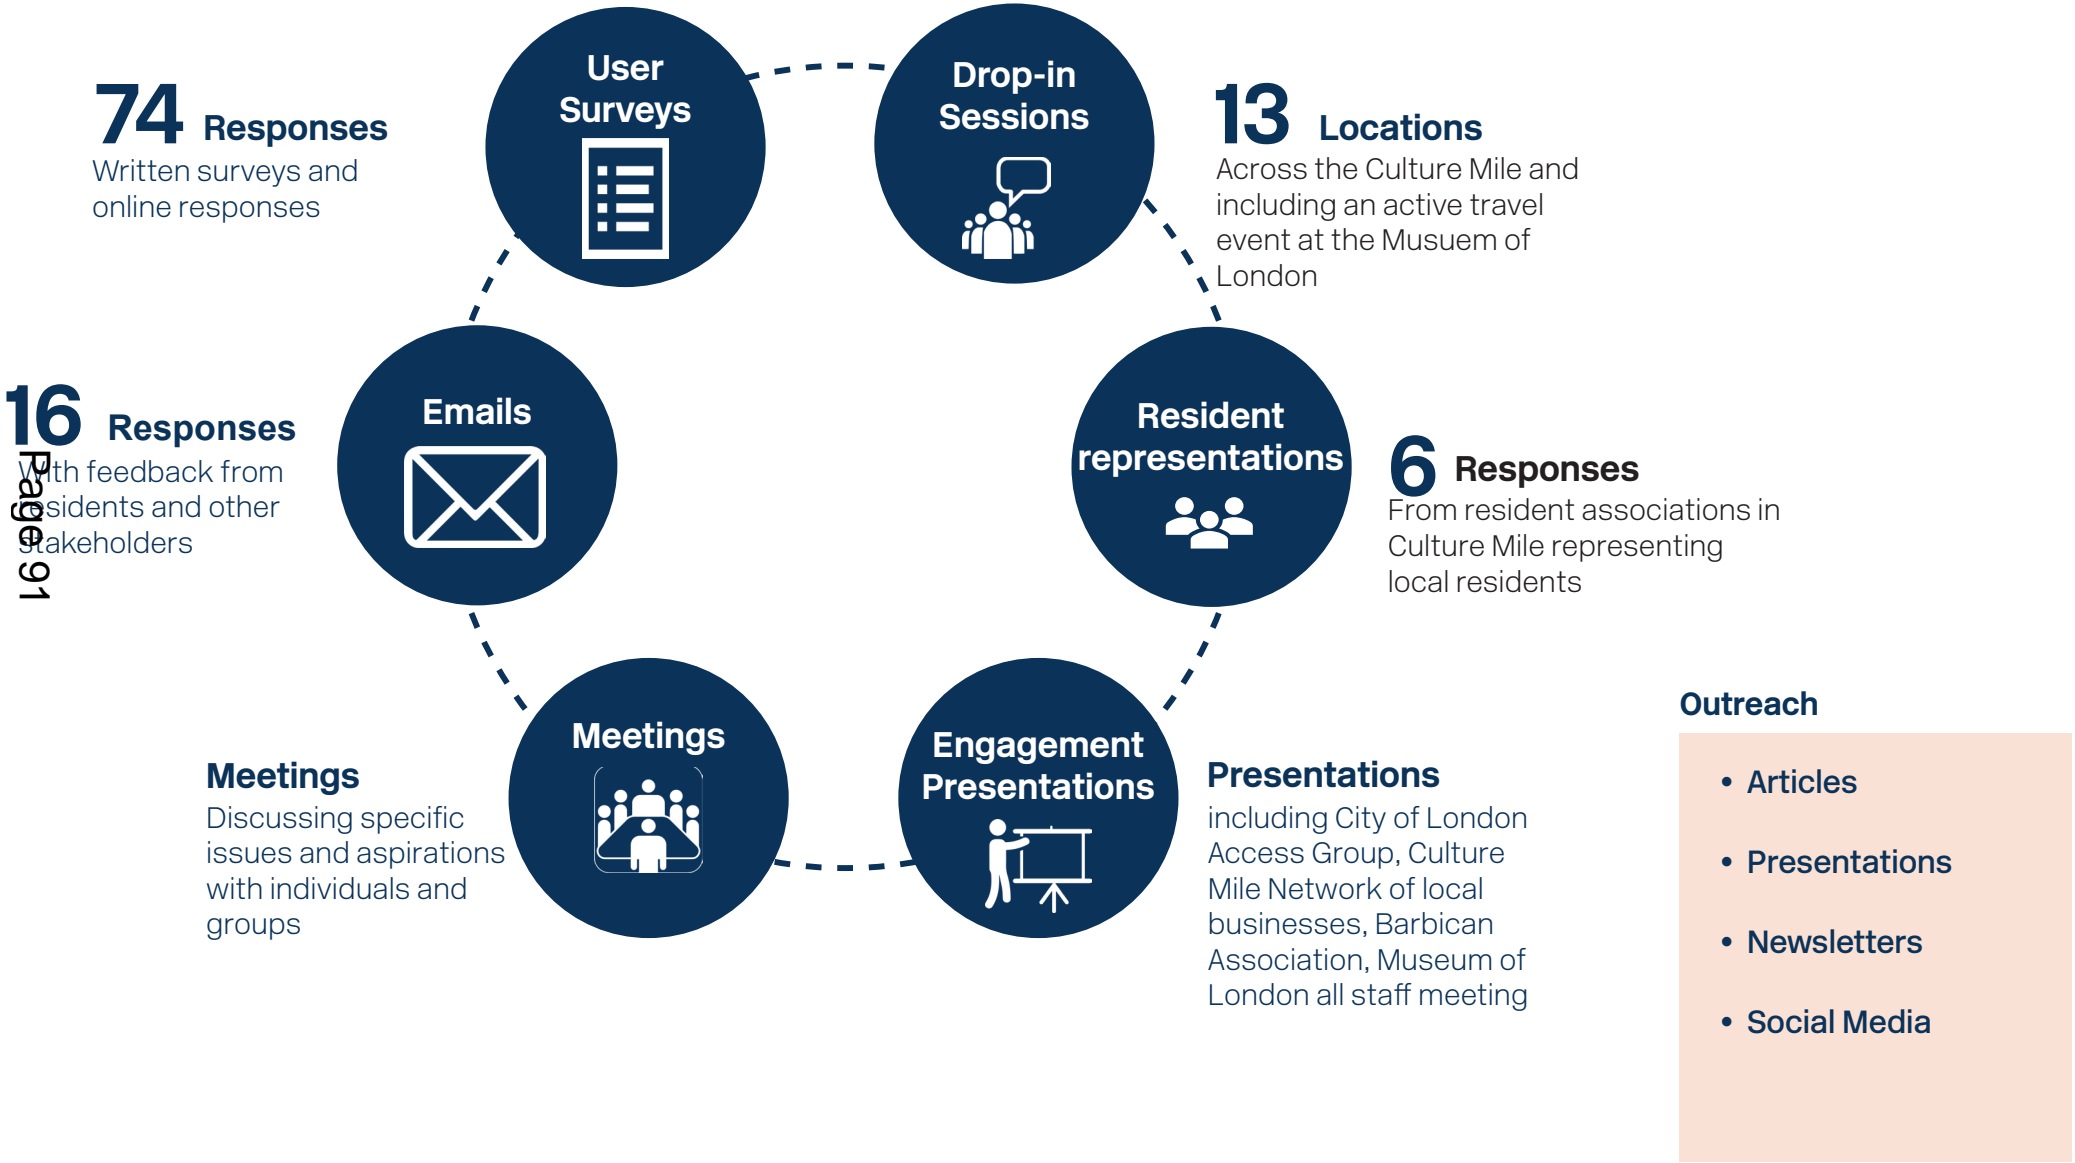 User
Surveys
74 Responses
Written surveys and
online responses
Drop-in
Sessions
13 Locations
Across the Culture Mile and
including an active travel
event at the Musuem of
London
Emails
16 Responses
With feedback from
residents and other
stakeholders
Page 91
Resident
representations
6 Responses
From resident associations in
Culture Mile representing
local residents
Meetings
Meetings
Discussing specific
issues and aspirations
with individuals and
groups
Engagement
Presentations
Presentations
including City of London
Access Group, Culture
Mile Network of local
businesses, Barbican
Association, Museum of
London all staff meeting
Outreach
• Articles
• Presentations
• Newsletters
• Social Media